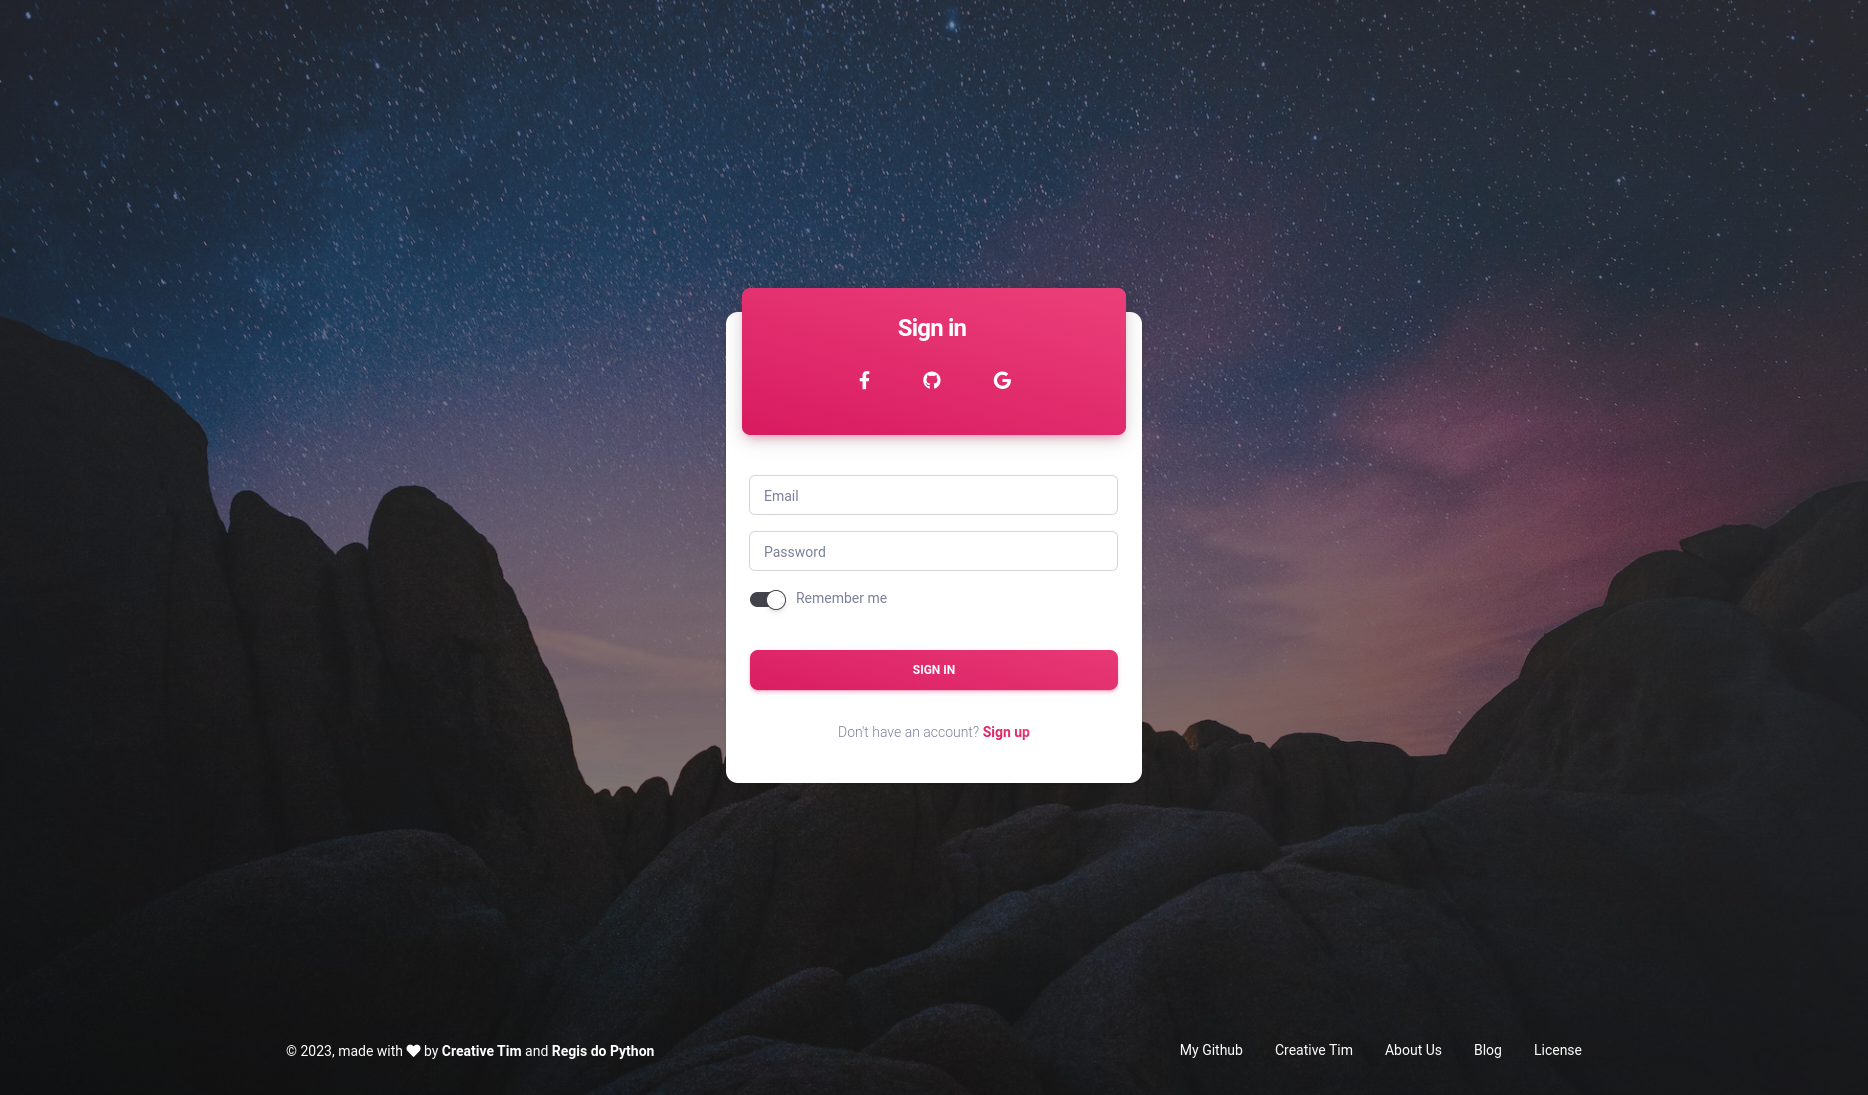 Sign in
Email
Password
Remember me
SIGN IN
Don't have an account? Sign up
© 2023, made with by Creative Tim and Regis do Python
My Github Creative Tim About Us Blog License